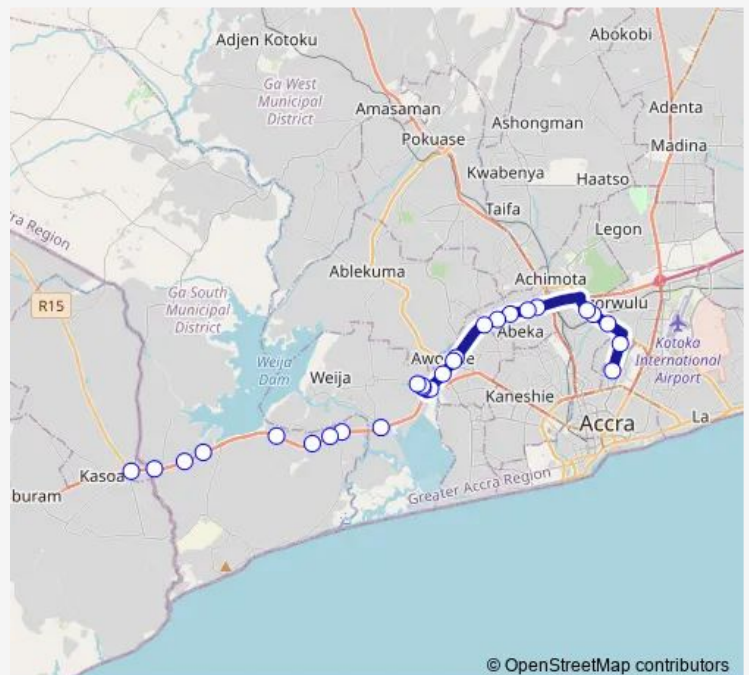 Abokobi
Adjen Kotoku
Ga West
Municipal
District
Amasaman
Adenta
Ashongman
Pokuase
Madina
Kwabenya
Haatso
Taifa
ra Region
Legon
Ablekuma
Achimota
R15
Ga South
Municipal
District
orwulu
Abeka
Kotoka
International
Airport
Weija
Dam
Weija
Kaneshie
La
Accra
Kasoa
buram
Greater Accra Region
© OpenStreetMap contributors